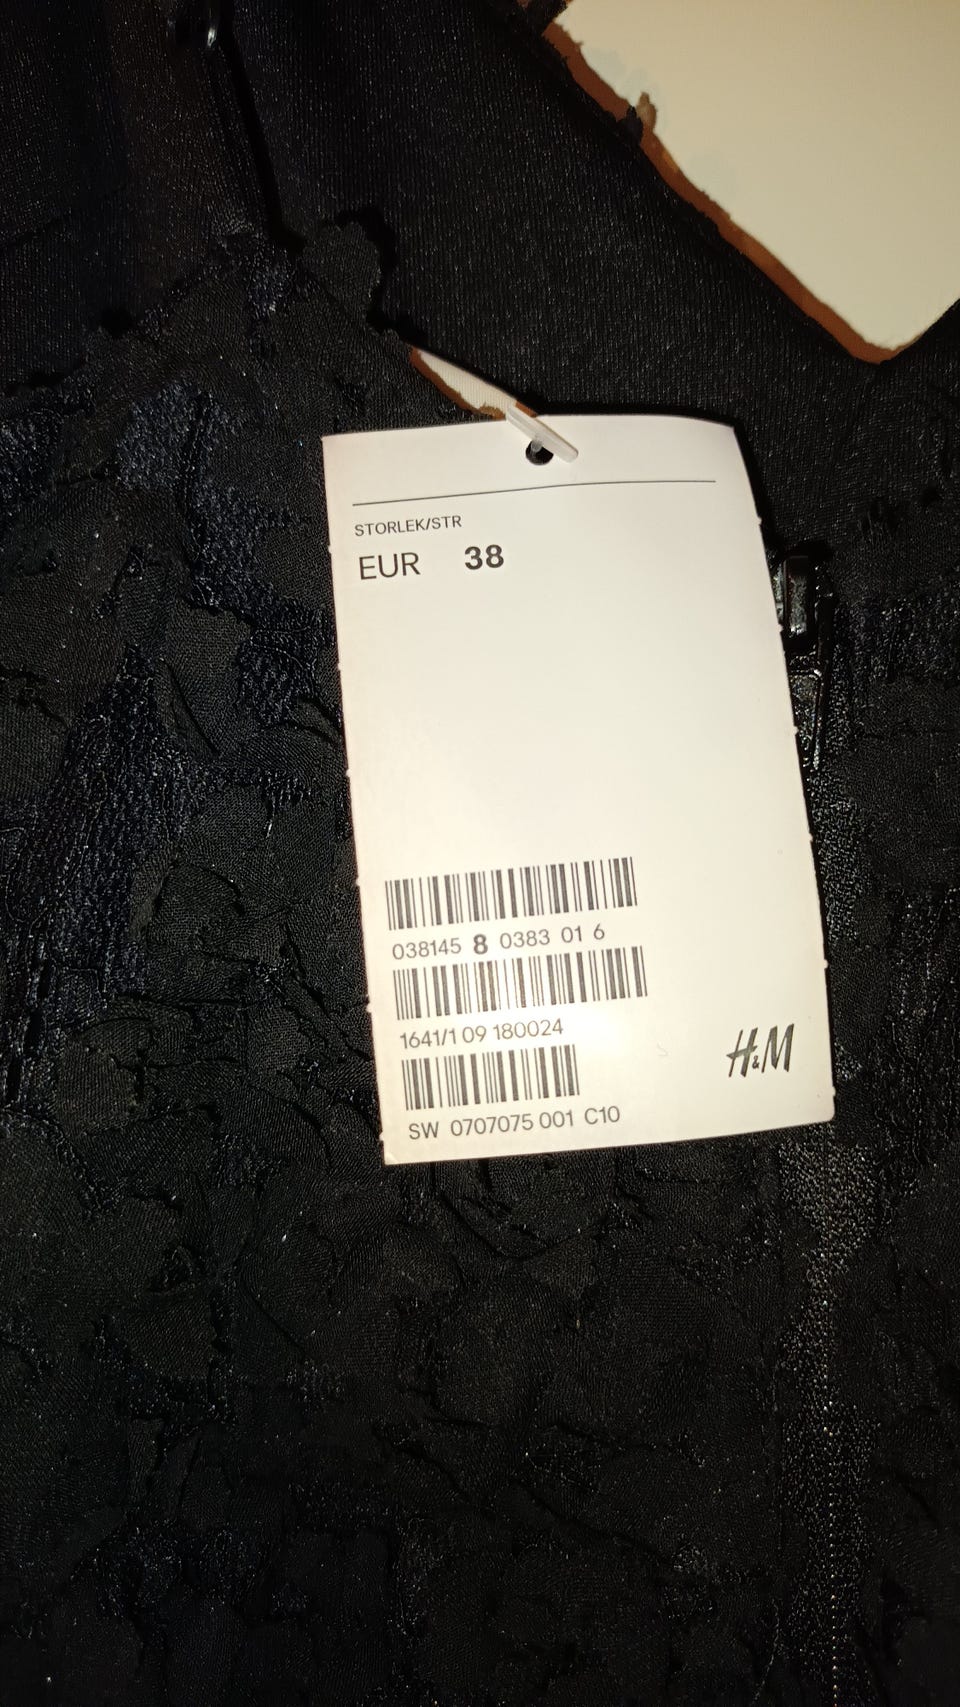 STORLEK/STR
EUR 38
038145 8 0383 01 6
1641/1 09 180024
H&M
SW 0707075 001 C10